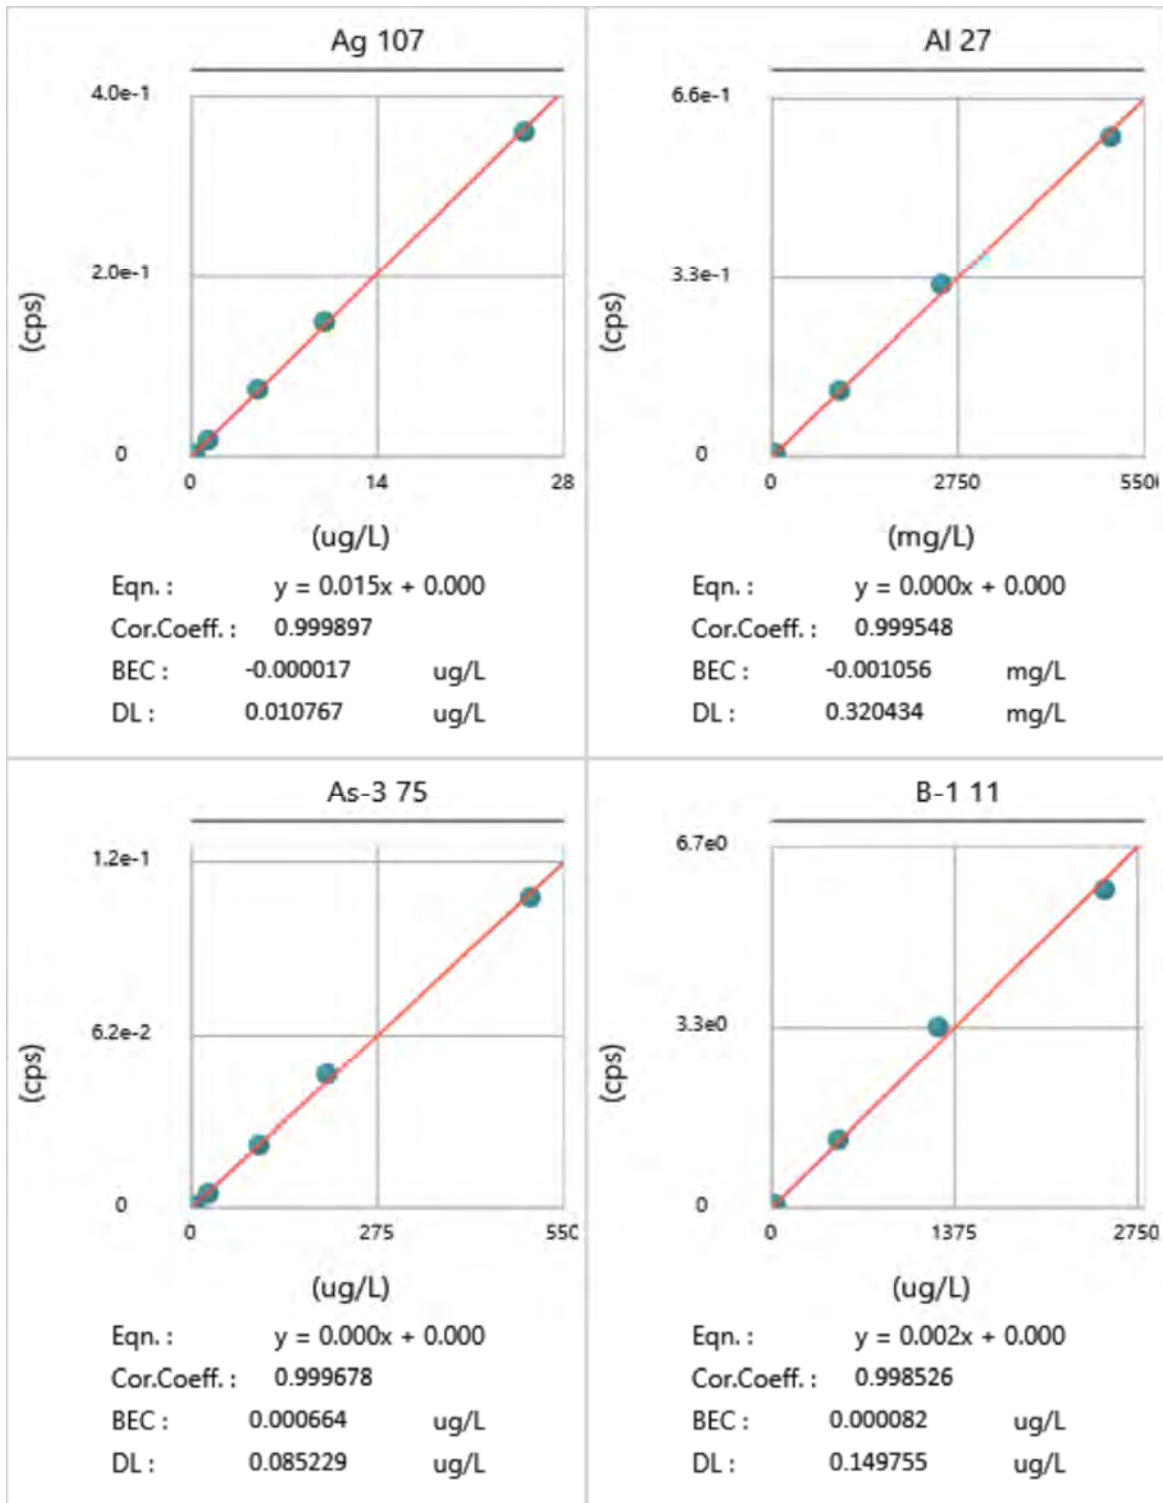 Ag 107
4.0e-1
2.0e-1
0
(cps)
0 14 28
(ug/L)
Eqn. : y = 0.015x + 0.000
Cor.Coeff. : 0.999897
BEC : -0.000017 ug/L
DL : 0.010767 ug/L
Al 27
6.6e-1
3.3e-1
0
(cps)
0 2750 550
(mg/L)
Eqn. : y = 0.000x + 0.000
Cor.Coeff. : 0.999548
BEC : -0.001056 mg/L
DL : 0.320434 mg/L
As-3 75
1.2e-1
6.2e-2
0
(cps)
0 275 550
(ug/L)
Eqn. : y = 0.000x + 0.000
Cor.Coeff. : 0.999678
BEC : 0.000664 ug/L
DL : 0.085229 ug/L
B-1 11
6.7e0
3.3e0
0
(cps)
0 1375 2750
(ug/L)
Eqn. : y = 0.002x + 0.000
Cor.Coeff. : 0.998526
BEC : 0.000082 ug/L
DL : 0.149755 ug/L